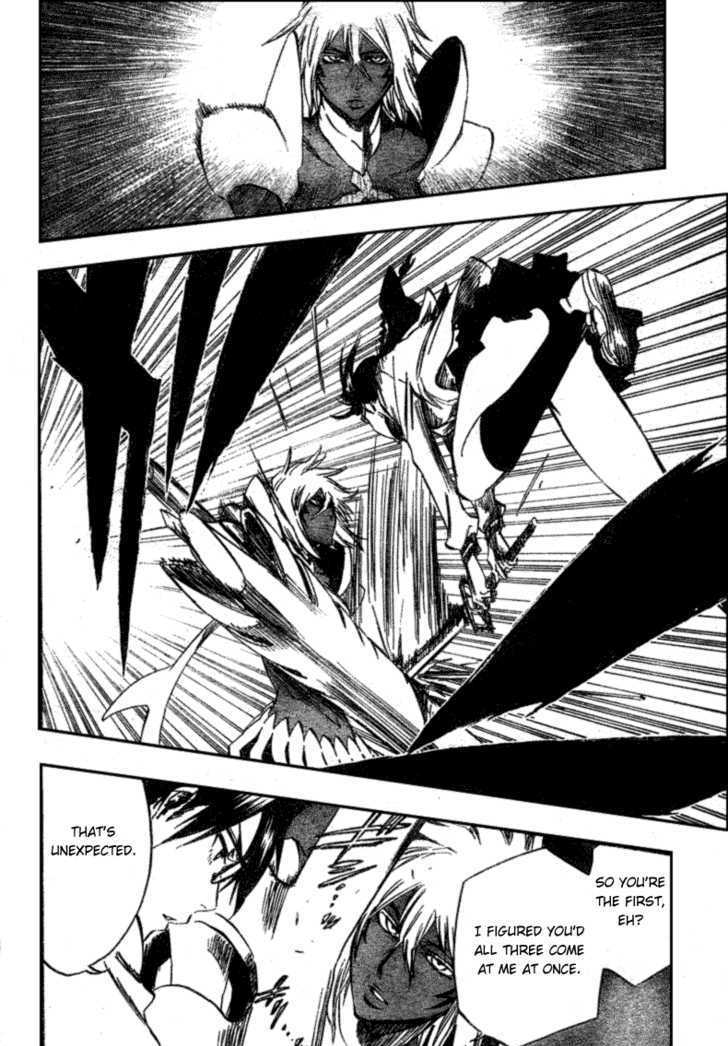 SO YOU'RE
THE FIRST,
EH?
I FIGURED YOU'D
ALL THREE COME
AT ME AT ONCE.
THAT'S
UNEXPECTED.